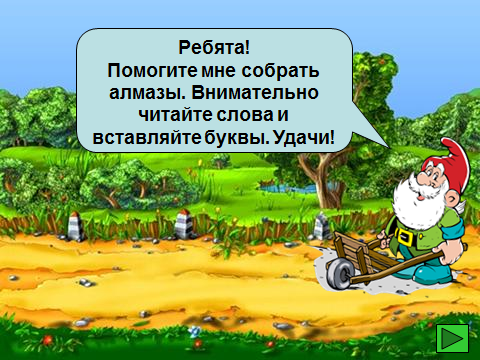 Ребята!
Помогите мне собрать
алмазы. Внимательно
читайте слова и
вставляйте буквы. Удачи!